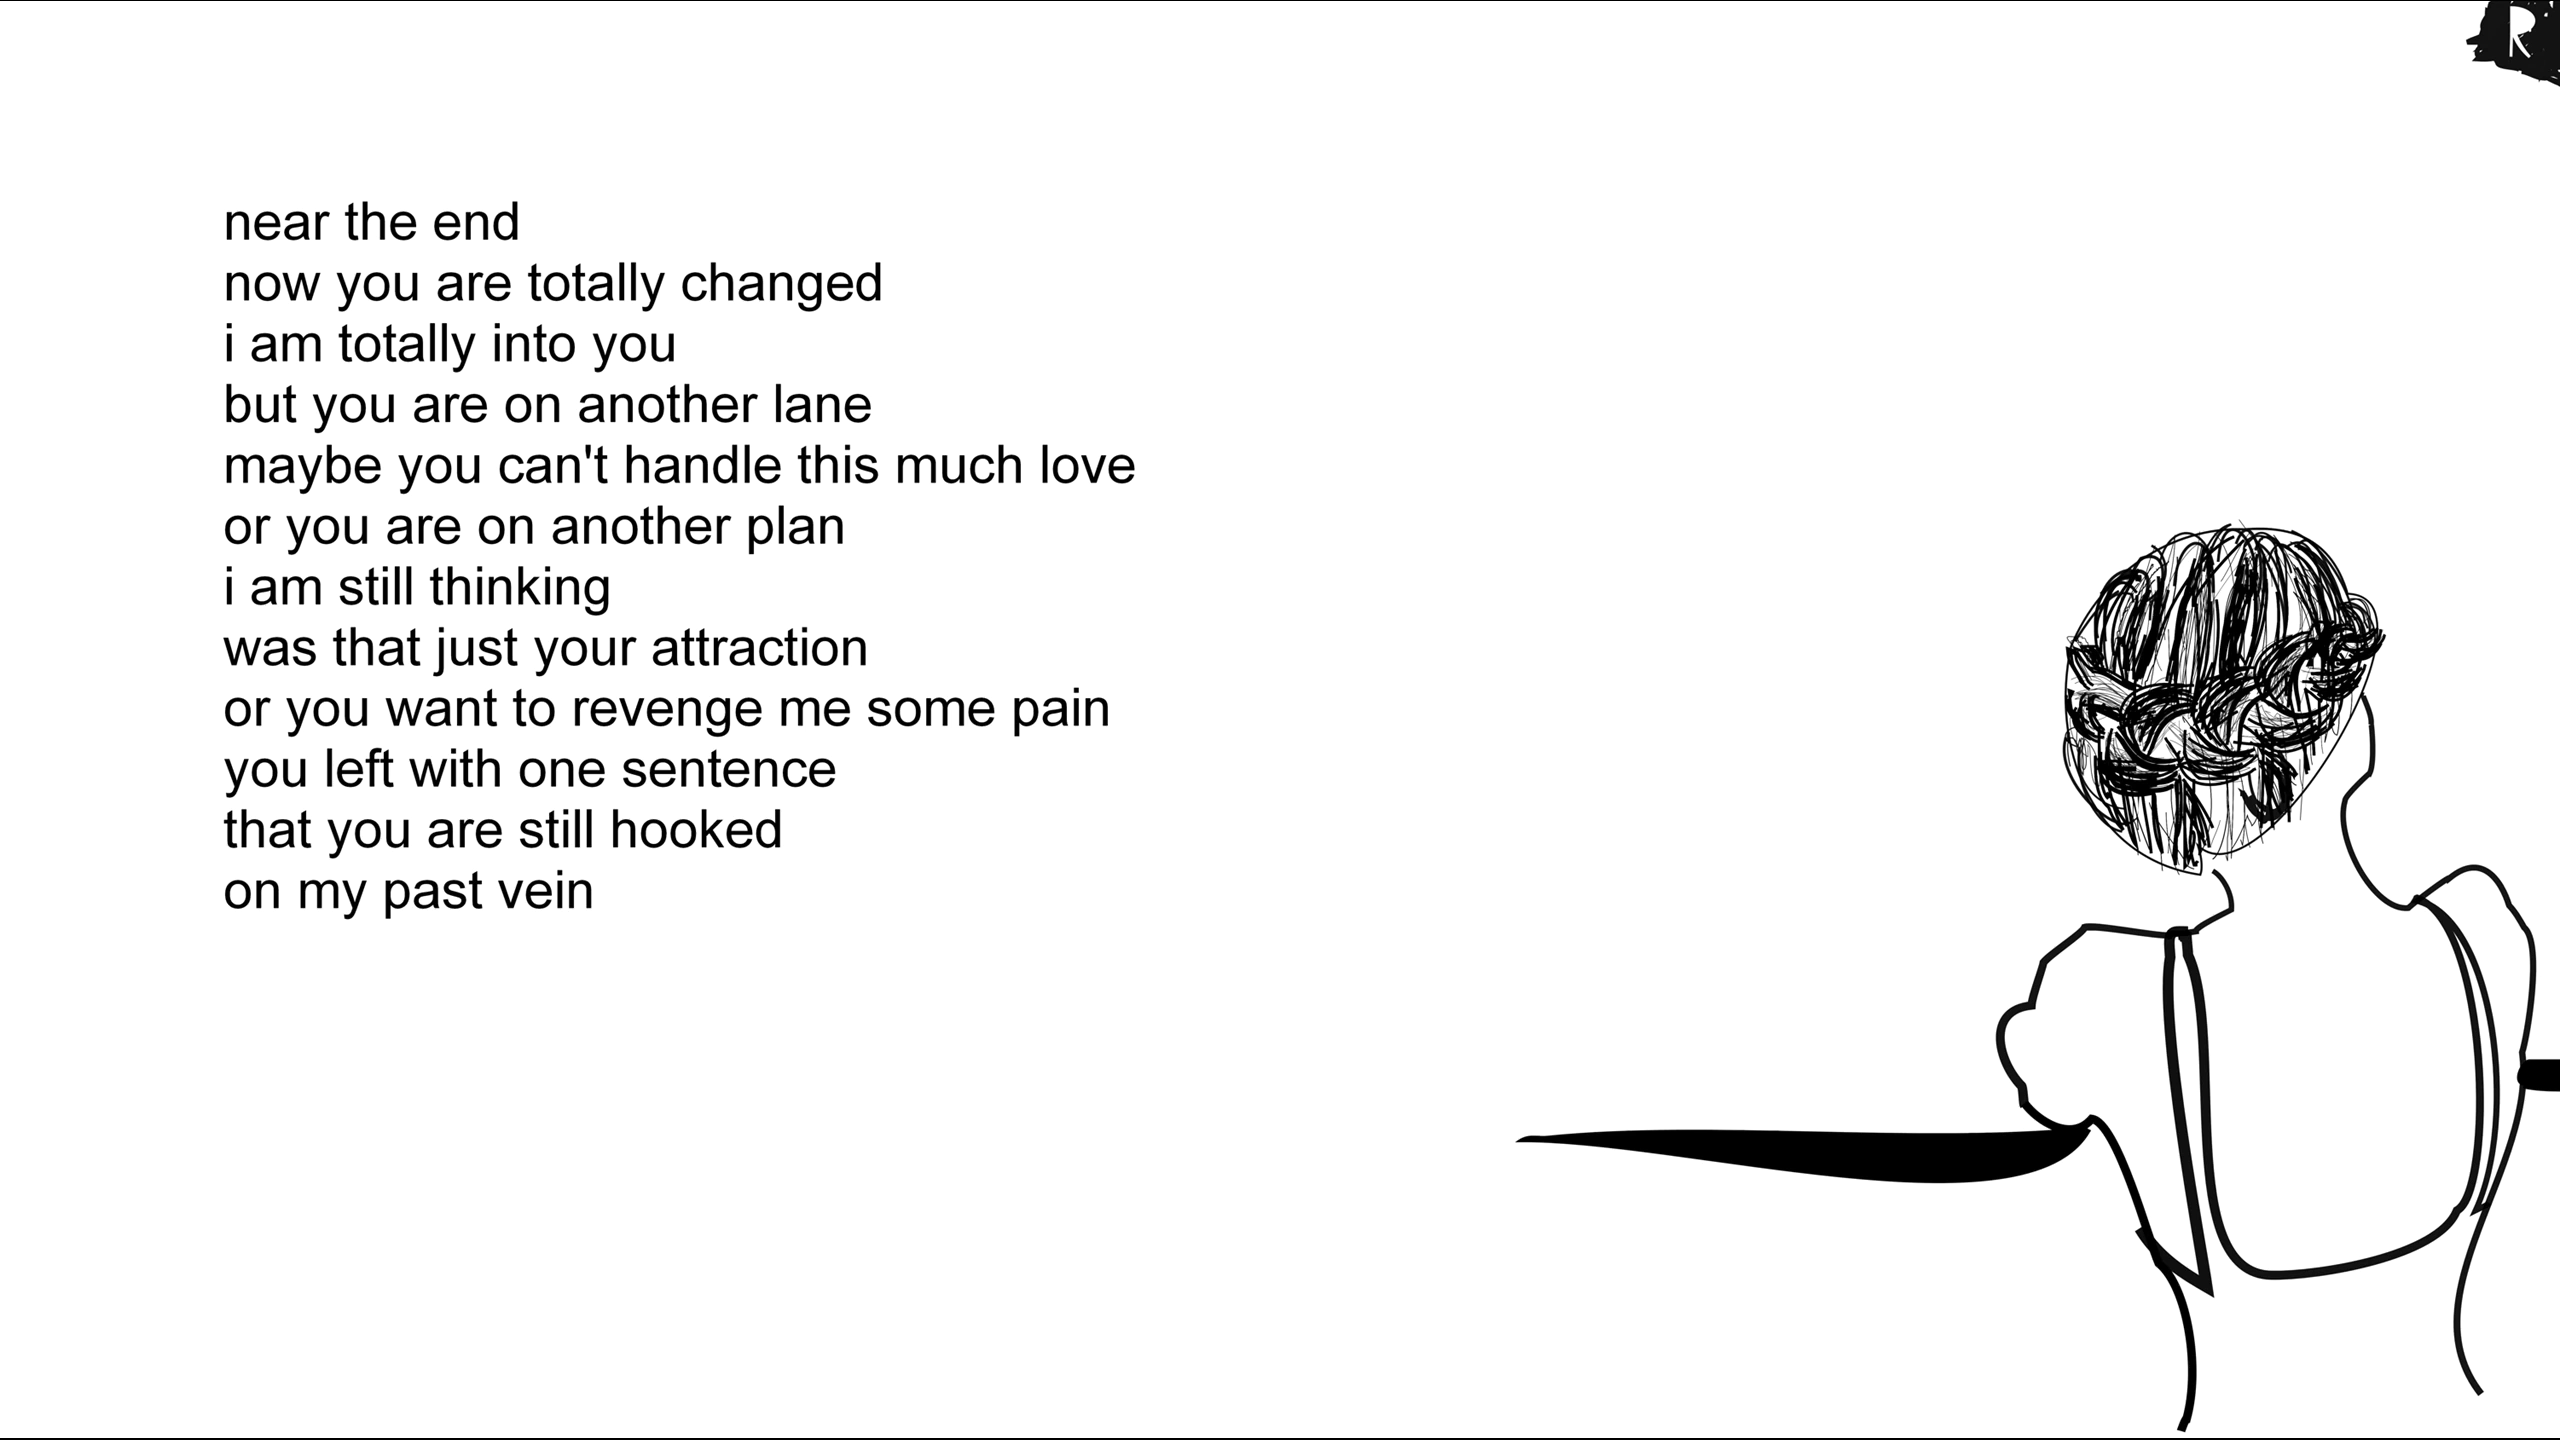 R
near the end
now you are totally changed
i am totally into you
but you are on another lane
maybe you can't handle this much love
or you are on another plan
i am still thinking
was that just your attraction
or you want to revenge me some pain
you left with one sentence
that you are still hooked
on my past vein